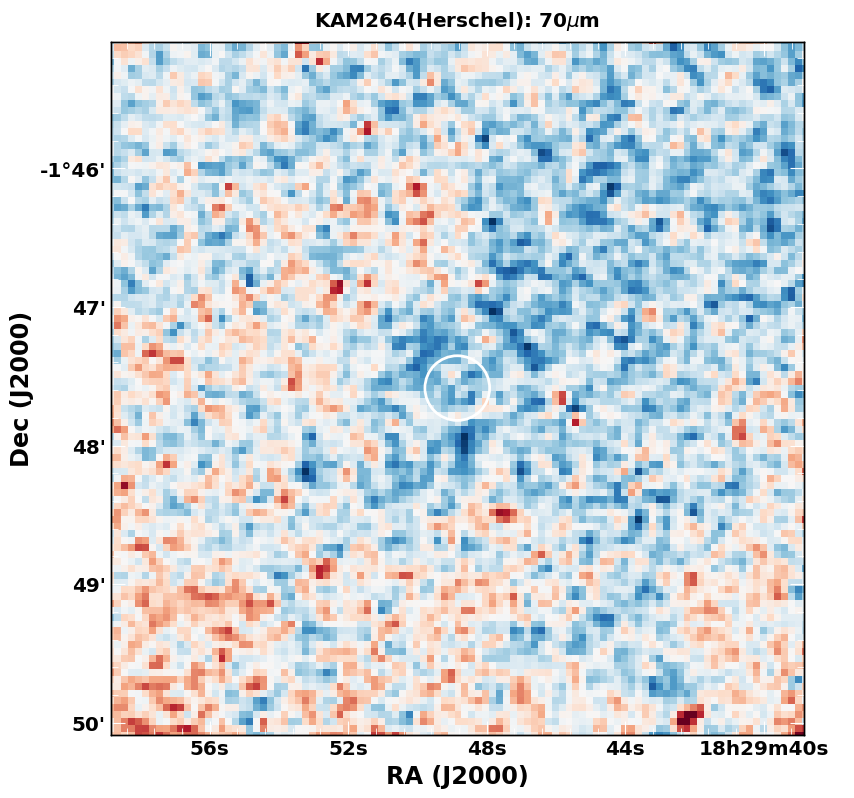 KAM264(Herschel): 70μm
-1°46'
47'
48'
49'
50'
Dec (J2000)
56s 52s 48s 44s 18h29m40s
RA (J2000)